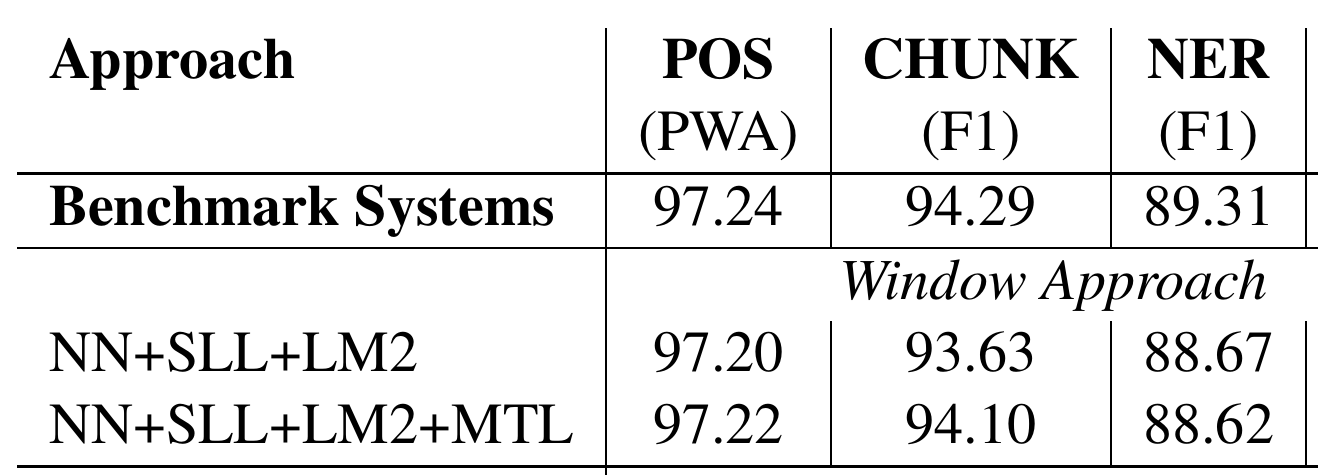 Approach POS CHUNK NER
(PWA) (F1) (F1)
Benchmark Systems 97.24 94.29 89.31
Window Approach
NN+SLL+LM2 97.20 93.63 88.67
NN+SLL+LM2+MTL 97.22 94.10 88.62